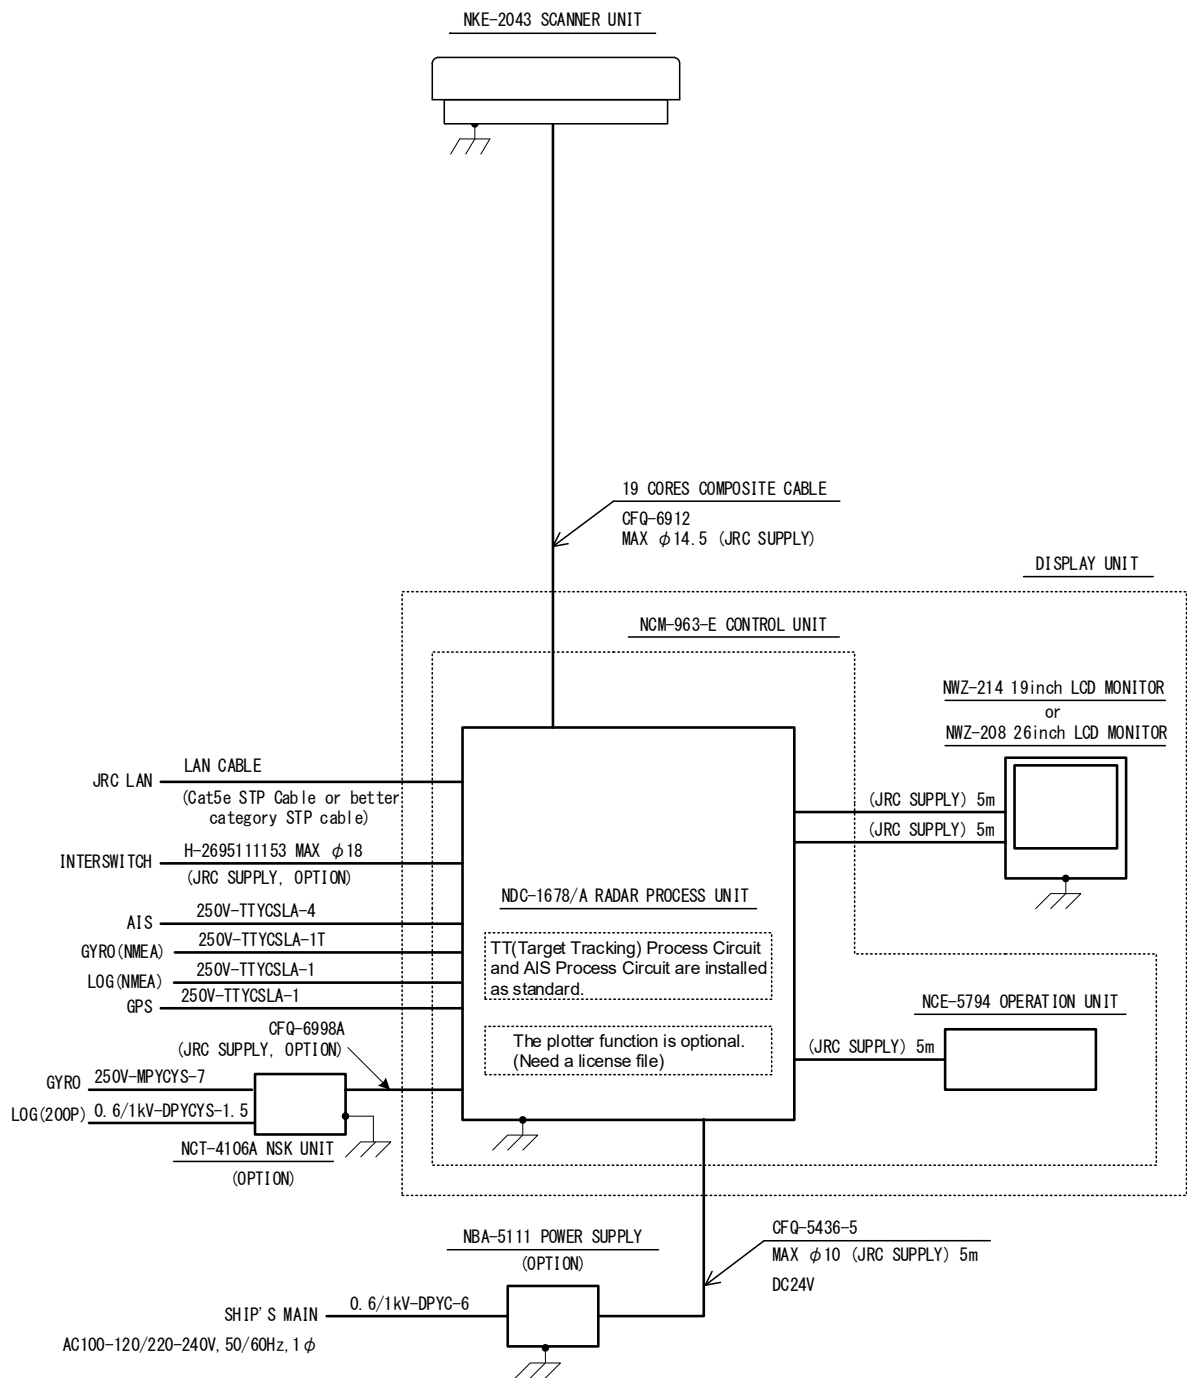 NKE-2043 SCANNER UNIT
19 CORES COMPOSITE CABLE
CFQ-6912
MAX φ14.5 (JRC SUPPLY)
DISPLAY UNIT
NCM-963-E CONTROL UNIT
NWZ-214 19inch LCD MONITOR
or
NWZ-208 26inch LCD MONITOR
JRC LAN
LAN CABLE
(Cat5e STP Cable or better
category STP cable)
(JRC SUPPLY) 5m
(JRC SUPPLY) 5m
INTERSWITCH
H-2695111153 MAX φ18
(JRC SUPPLY, OPTION)
NDC-1678/A RADAR PROCESS UNIT
AIS
250V-TTYCSLA-4
GYRO(NMEA)
250V-TTYCSLA-1T
LOG(NMEA)
250V-TTYCSLA-1
GPS
250V-TTYCSLA-1
TT(Target Tracking) Process Circuit
and AIS Process Circuit are installed
as standard.
NCE-5794 OPERATION UNIT
CFQ-6998A
(JRC SUPPLY, OPTION)
The plotter function is optional.
(Need a license file)
(JRC SUPPLY) 5m
GYRO
250V-MPYCYS-7
LOG(200P)
0.6/1kV-DPYCYS-1.5
NCT-4106A NSK UNIT
(OPTION)
NBA-5111 POWER SUPPLY
(OPTION)
CFQ-5436-5
MAX φ10 (JRC SUPPLY) 5m
DC24V
SHIP'S MAIN
0.6/1kV-DPYC-6
AC100-120/220-240V, 50/60Hz, 1φ